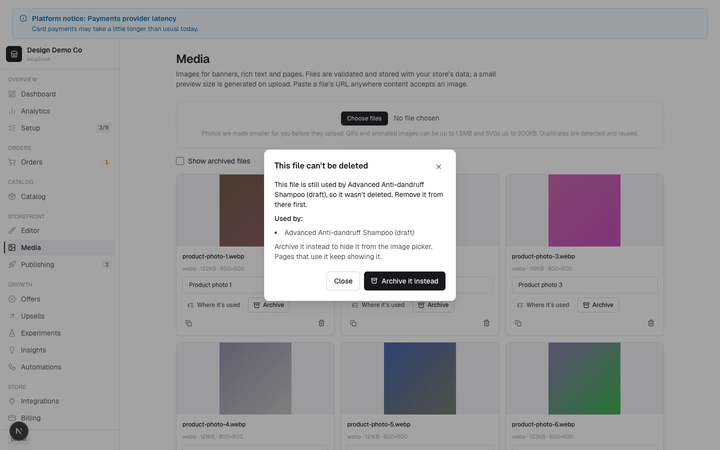 Platform notice: Payments provider latency
Card payments may take a little longer than usual today.
Design Demo Co
localhost
OVERVIEW
Dashboard
Analytics
Setup 3/9
ORDERS
Orders 1
CATALOG
Catalog
STOREFRONT
Editor
Media
Publishing 3
GROWTH
Offers
Upsells
Experiments
Insights
Automations
STORE
Integrations
Billing
N
Media
Images for banners, rich text and pages. Files are validated and stored with your store's data; a small
preview size is generated on upload. Paste a file's URL anywhere content accepts an image.
Choose files No file chosen
Photos are made smaller for you before they upload. GIFs and animated images can be up to 1.5MB and SVGs up to 300KB. Duplicates are detected and reused.
Show archived files
This file can't be deleted
This file is still used by Advanced Anti-dandruff
Shampoo (draft), so it wasn't deleted. Remove it from
there first.
Used by:
Advanced Anti-dandruff Shampoo (draft)
Archive it instead to hide it from the image picker.
Pages that use it keep showing it.
Close Archive it instead
product-photo-1.webp
webp · 122KB · 800×800
Product photo 1
Where it's used Archive
Where it's used Archive
product-photo-3.webp
webp · 119KB · 800×800
Product photo 3
Where it's used Archive
product-photo-4.webp
webp · 121KB · 800×800
product-photo-5.webp
webp · 121KB · 800×800
product-photo-6.webp
webp · 123KB · 800×800